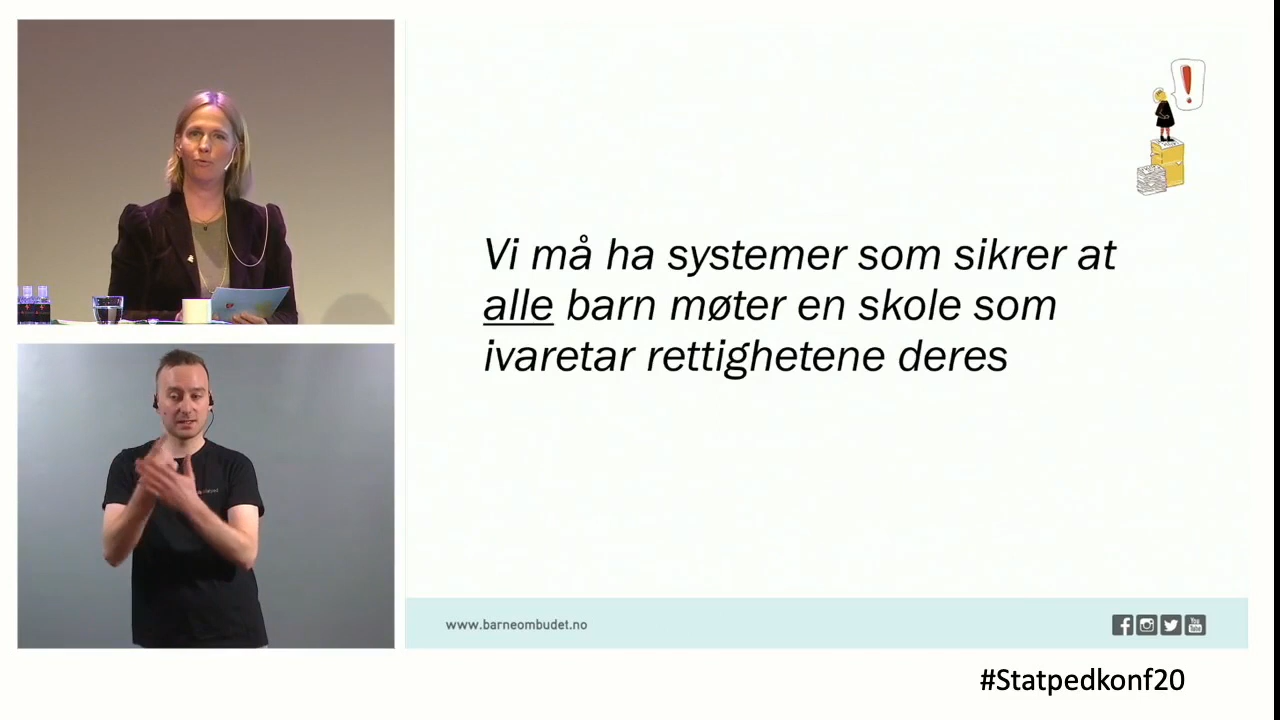 Vi må ha systemer som sikrer at
alle barn møter en skole som
ivaretar rettighetene deres
www.barneombudet.no
#Statpedkonf20